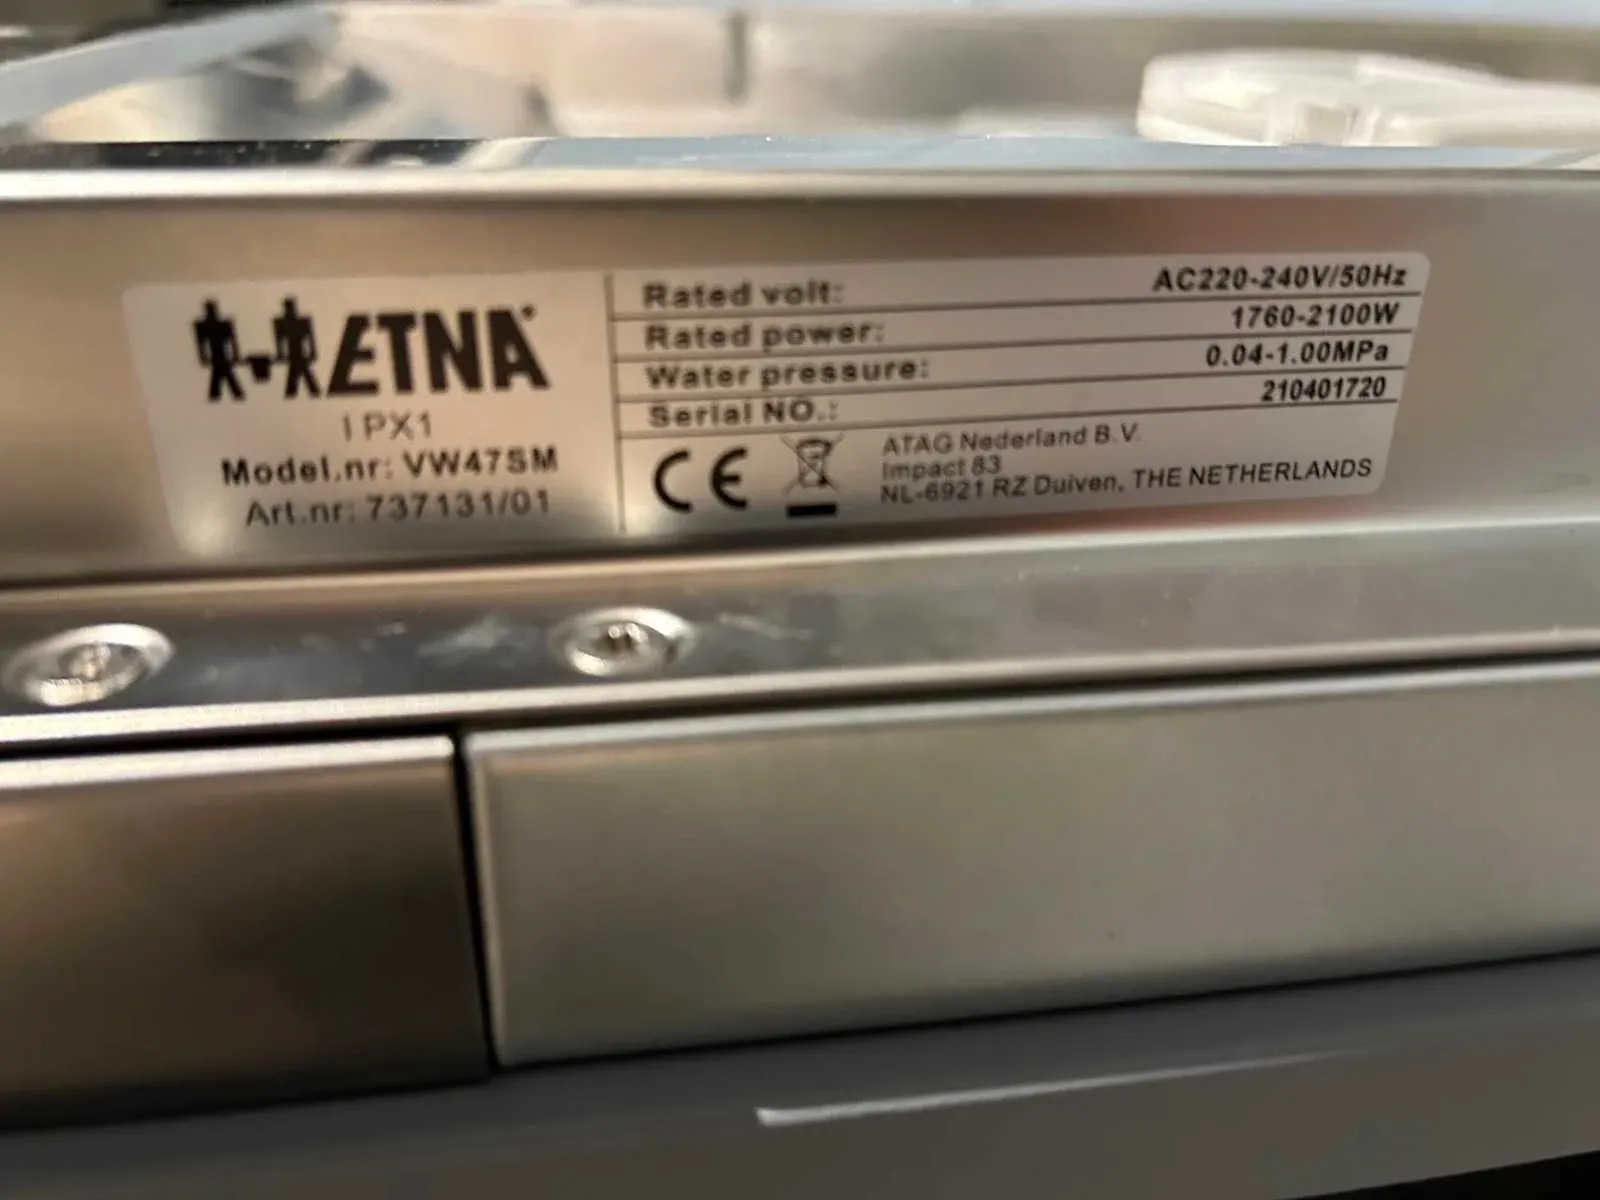 ETNA
IPX1
Model.nr: VW47SM
Art.nr: 737131/01
Rated volt: AC220-240V/50Hz
Rated power: 1760-2100W
Water pressure: 0.04-1.00MPa
Serial NO.: 210401720
CE
ATAG Nederland B.V.
Impact 83
NL-6921 RZ Duiven, THE NETHERLANDS